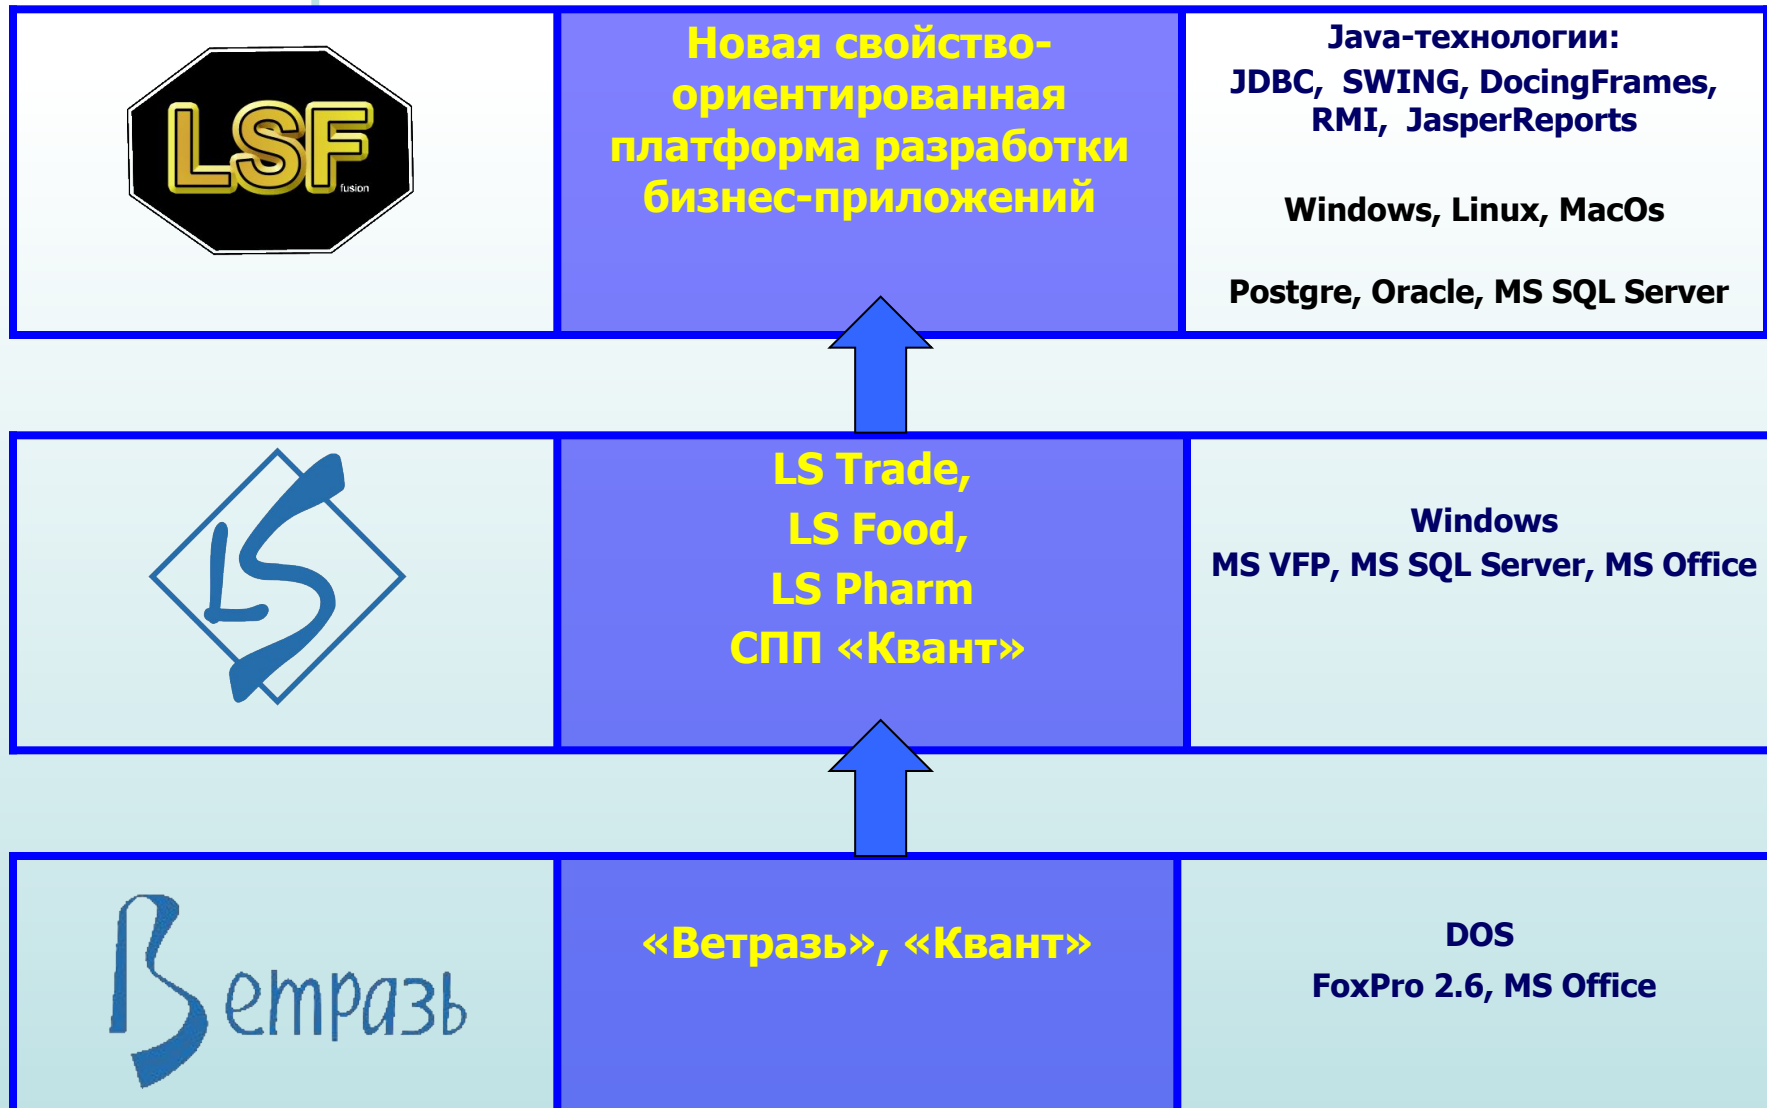 LSF
fusion
Новая свойство-
ориентированная
платформа разработки
бизнес-приложений
Java-технологии:
JDBC, SWING, DocingFrames,
RMI, JasperReports
Windows, Linux, MacOs
Postgre, Oracle, MS SQL Server
LS
LS Trade,
LS Food,
LS Pharm
СПП «Квант»
Windows
MS VFP, MS SQL Server, MS Office
Ветразь
«Ветразь», «Квант»
DOS
FoxPro 2.6, MS Office